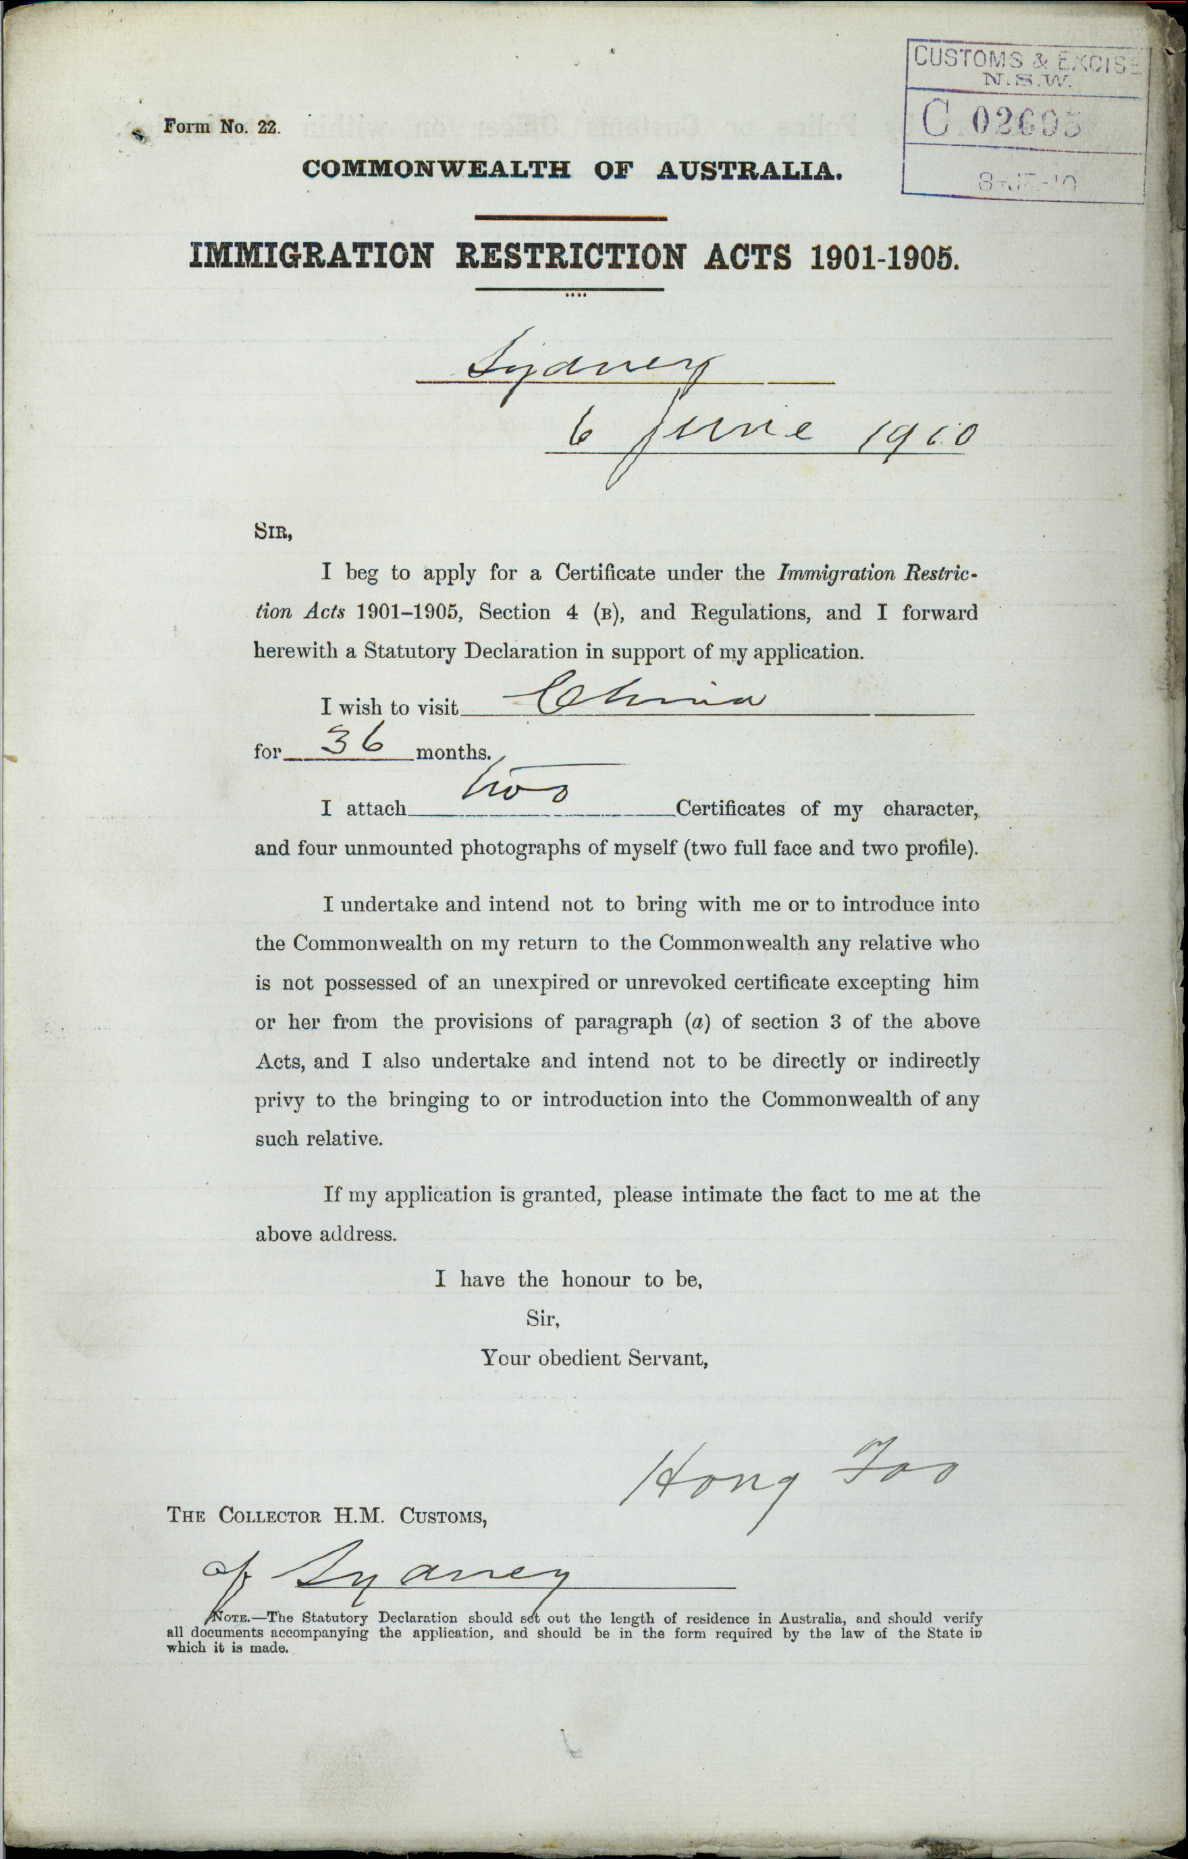 CUSTOMS & EXCISE
N.S.W.
C 02695
Form No. 22.
COMMONWEALTH OF AUSTRALIA.
IMMIGRATION RESTRICTION ACTS 1901-1905.
Sydney
6 June 1910
SIR,
I beg to apply for a Certificate under the Immigration Restric-
tion Acts 1901–1905, Section 4 (B), and Regulations, and I forward
herewith a Statutory Declaration in support of my application.
I wish to visit China
for 36 months.
I attach two Certificates of my character,
and four unmounted photographs of myself (two full face and two profile).
I undertake and intend not to bring with me or to introduce into
the Commonwealth on my return to the Commonwealth any relative who
is not possessed of an unexpired or unrevoked certificate excepting him
or her from the provisions of paragraph (a) of section 3 of the above
Acts, and I also undertake and intend not to be directly or indirectly
privy to the bringing to or introduction into the Commonwealth of any
such relative.
If my application is granted, please intimate the fact to me at the
above address.
I have the honour to be,
Sir,
Your obedient Servant,
Hong Foo
THE COLLECTOR H.M. CUSTOMS,
of Sydney
NOTE.—The Statutory Declaration should set out the length of residence in Australia, and should verify
all documents accompanying the application, and should be in the form required by the law of the State in
which it is made.